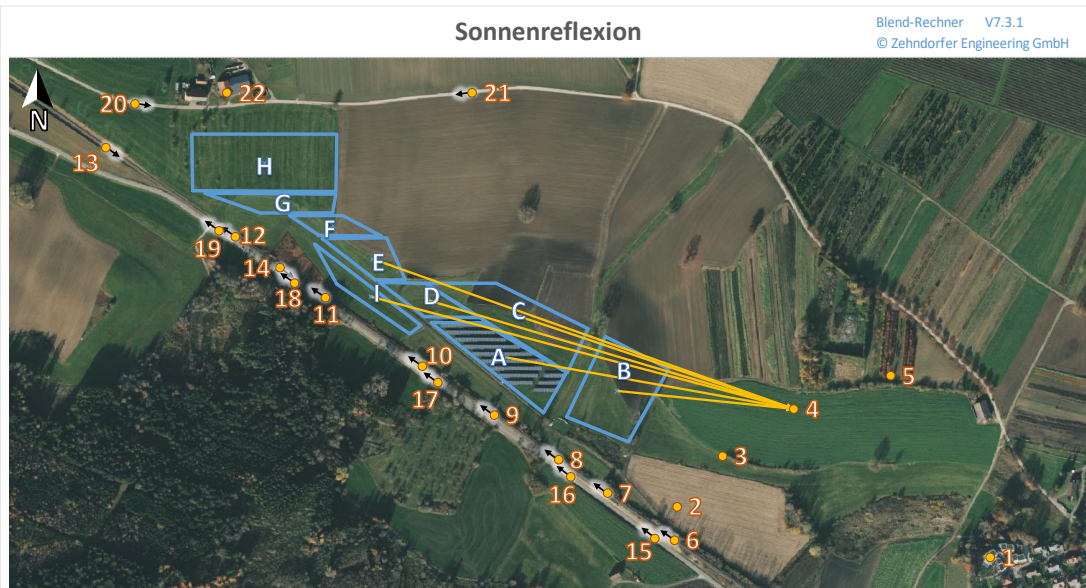 Sonnenreflexion
Blend-Rechner V7.3.1
© Zehndorfer Engineering GmbH
20
22
21
N
13
H
G
F
19
12
E
14
18
I
D
11
C
10
A
B
17
5
9
4
8
3
16
7
2
15
6
1